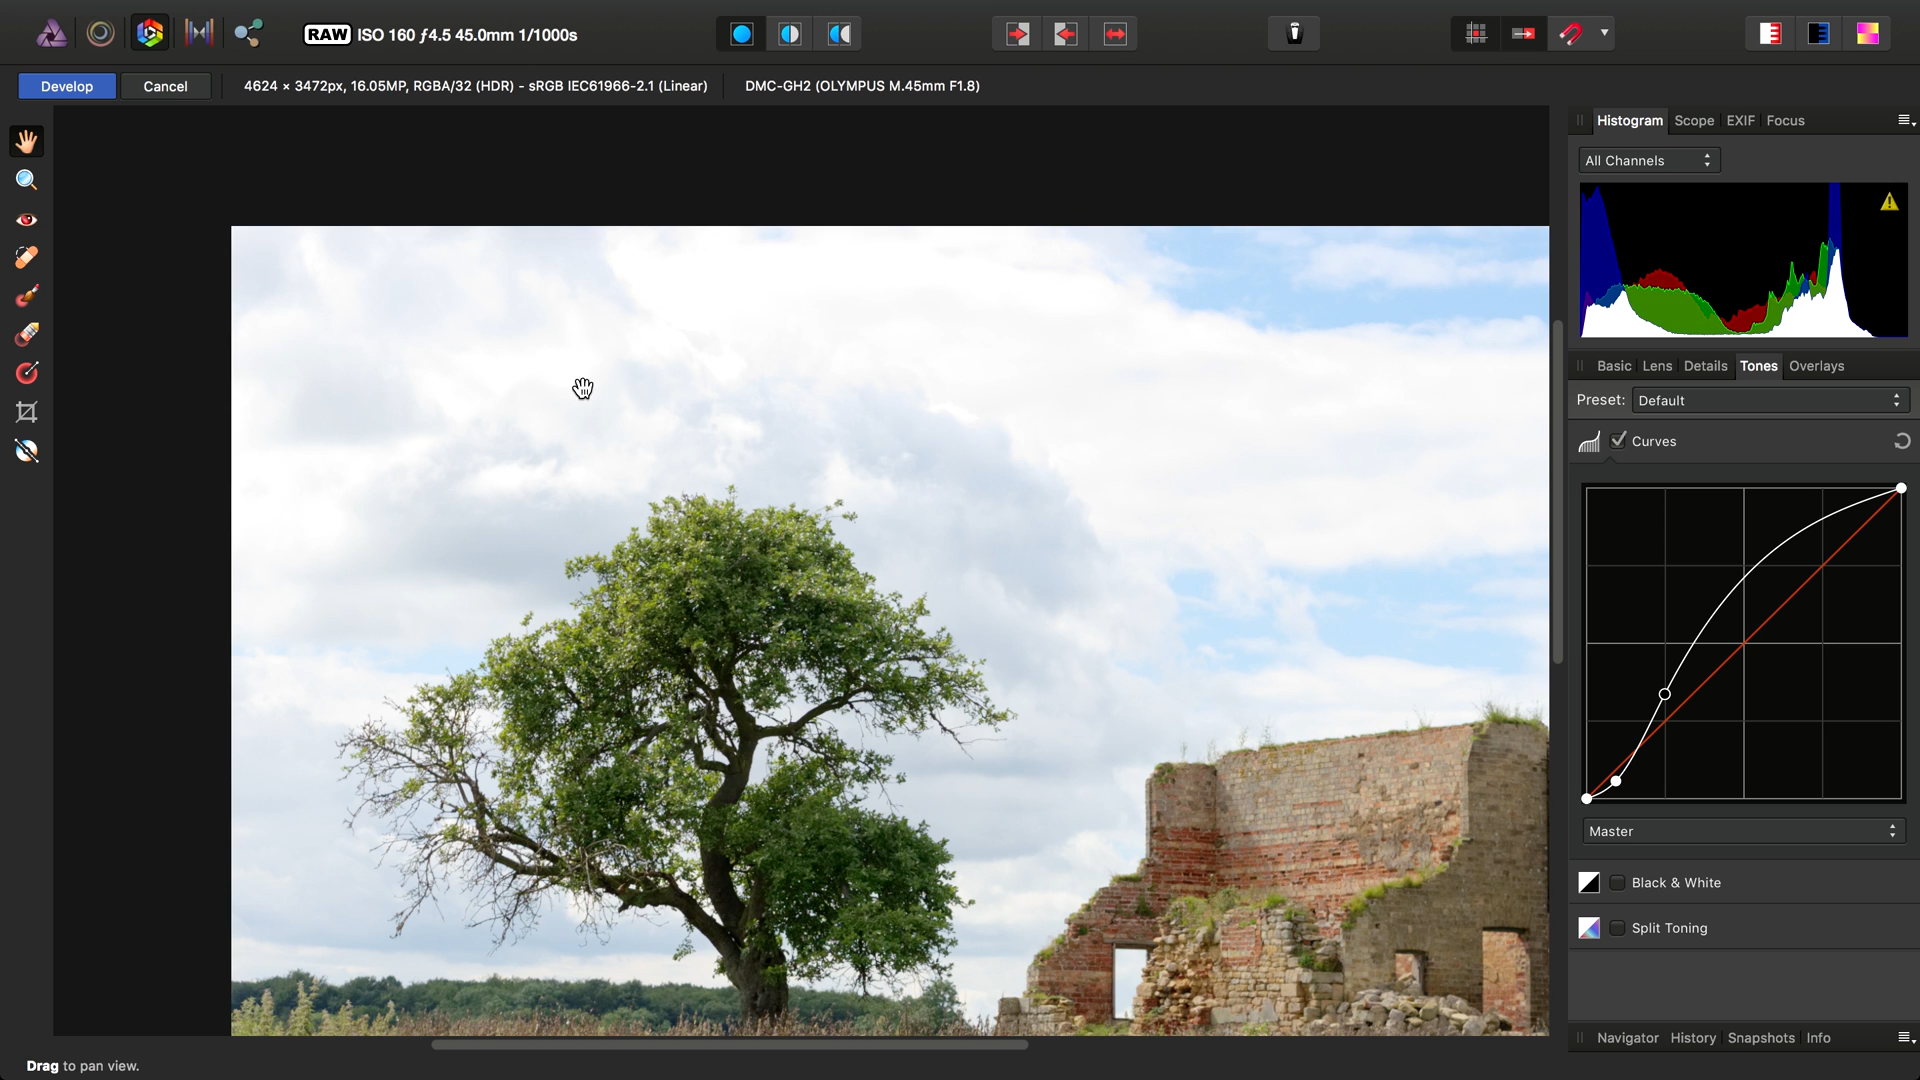 RAW ISO 160 ƒ4.5 45.0mm 1/1000s
Develop Cancel 4624 × 3472px, 16.05MP, RGBA/32 (HDR) - sRGB IEC61966-2.1 (Linear) DMC-GH2 (OLYMPUS M.45mm F1.8)
Histogram Scope EXIF Focus
All Channels
Basic Lens Details Tones Overlays
Preset: Default
Curves
Master
Black & White
Split Toning
Navigator History Snapshots Info
Drag to pan view.